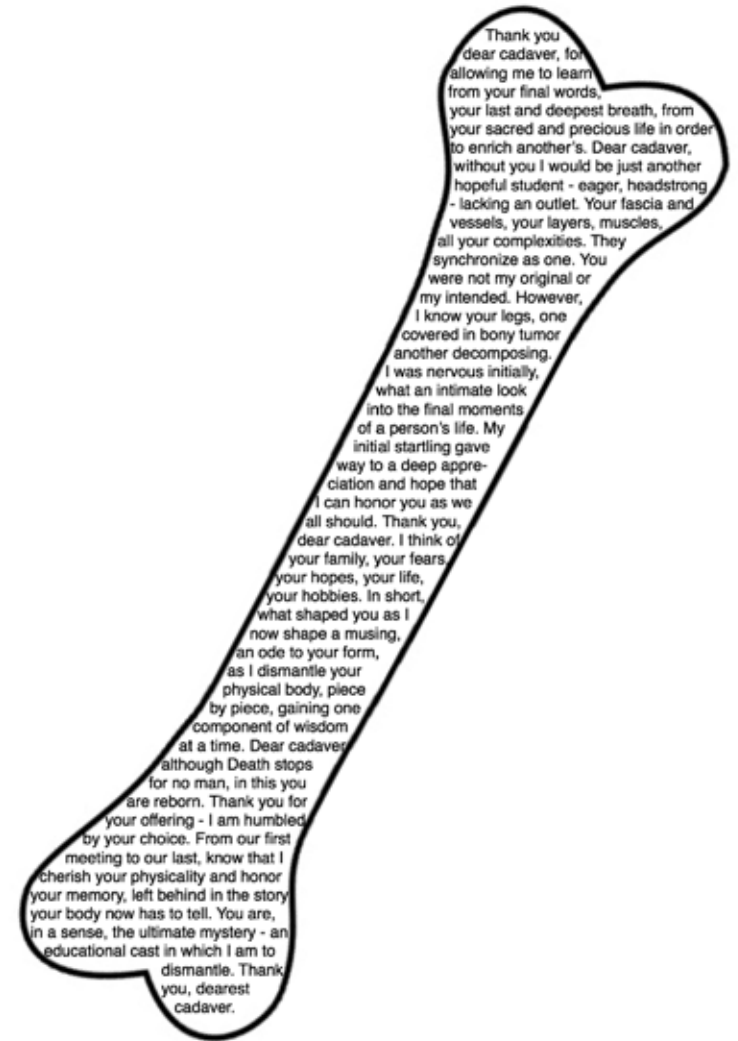 Thank you
dear cadaver, for
allowing me to learn
from your final words,
your last and deepest breath, from
your sacred and precious life in order
to enrich another's. Dear cadaver,
without you I would be just another
hopeful student - eager, headstrong
- lacking an outlet. Your fascia and
vessels, your layers, muscles,
all your complexities. They
synchronize as one. You
were not my original or
my intended. However,
I know your legs, one
covered in bony tumor
another decomposing.
I was nervous initially,
what an intimate look
into the final moments
of a person's life. My
initial startling gave
way to a deep appre-
ciation and hope that
I can honor you as we
all should. Thank you,
dear cadaver. I think of
your family, your fears,
your hopes, your life,
your hobbies. In short,
what shaped you as I
now shape a musing,
an ode to your form,
as I dismantle your
physical body, piece
by piece, gaining one
component of wisdom
at a time. Dear cadaver
although Death stops
for no man, in this you
are reborn. Thank you for
your offering - I am humbled
by your choice. From our first
meeting to our last, know that I
cherish your physicality and honor
your memory, left behind in the story
your body now has to tell. You are,
in a sense, the ultimate mystery - an
educational cast in which I am to
dismantle. Thank
you, dearest
cadaver.